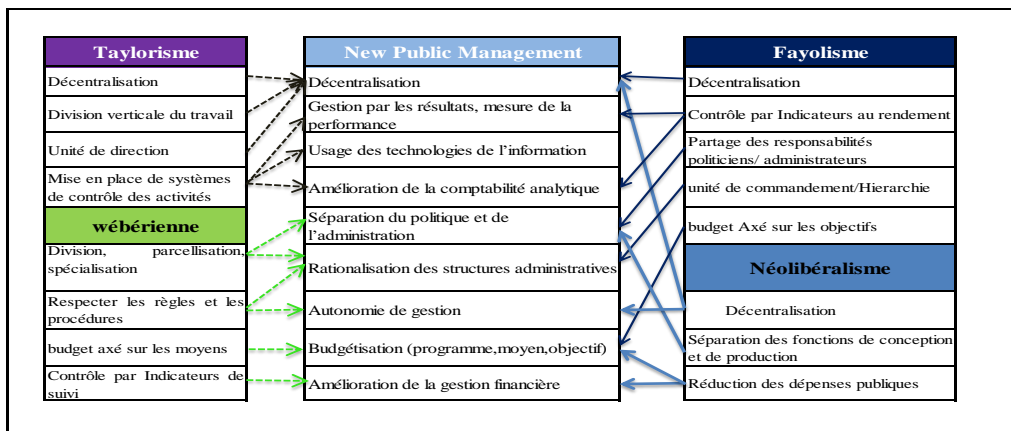 Taylorisme
Décentralisation
Division verticale du travail
Unité de direction
Mise en place de systèmes
de contrôle des activités
wébérienne
Division, parcellisation,
spécialisation
Respecter les règles et les
procédures
budget axé sur les moyens
Contrôle par Indicateurs de
suivi
New Public Management
Décentralisation
Gestion par les résultats, mesure de la
performance
Usage des technologies de l'information
Amélioration de la comptabilité analytique
Séparation du politique et de
l'administration
Rationalisation des structures administratives
Autonomie de gestion
Budgétisation (programme,moyen,objectif)
Amélioration de la gestion financière
Fayolisme
Décentralisation
Contrôle par Indicateurs au rendement
Partage des responsabilités
politiciens/ administrateurs
unité de commandement/Hierarchie
budget Axé sur les objectifs
Néolibéralisme
Décentralisation
Séparation des fonctions de conception
et de production
Réduction des dépenses publiques